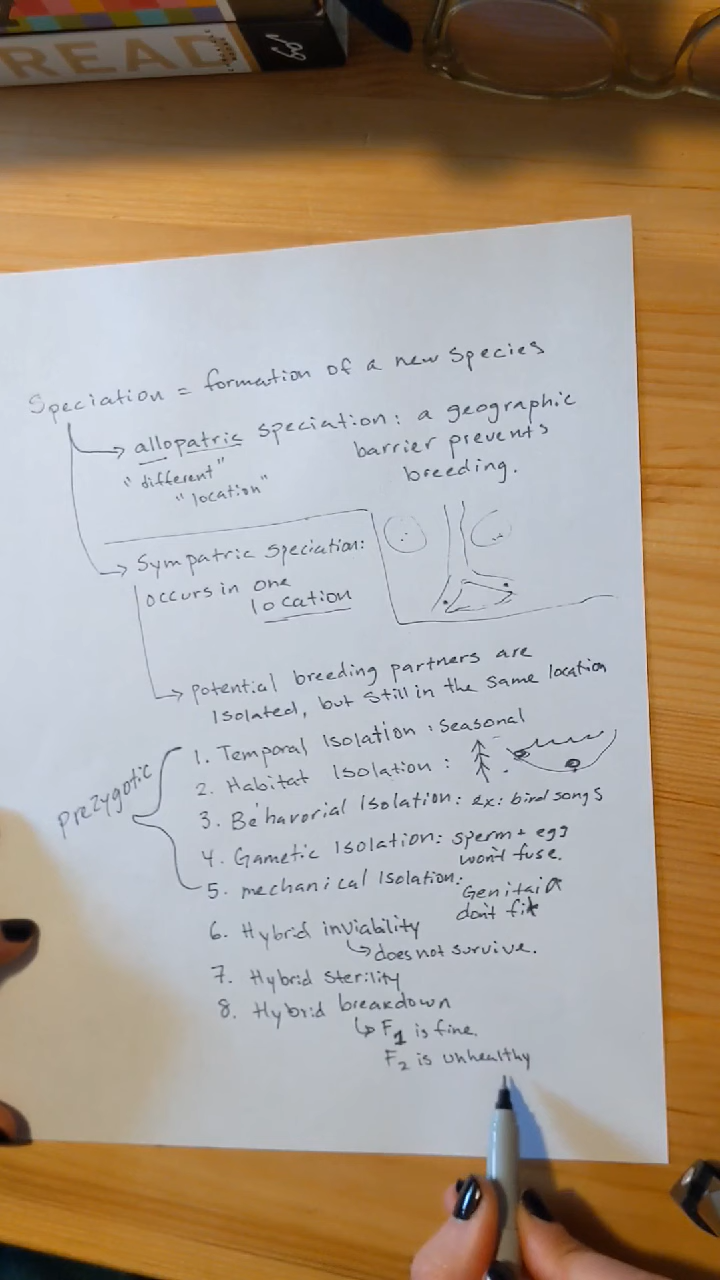 READ
Speciation = formation of a new species
allopatric speciation: a geographic
barrier prevents
breeding.
"different"
"location"
Sympatric speciation:
occurs in one
location
potential breeding partners are
isolated, but still in the same location
prezygotic
1. Temporal Isolation: seasonal
2. Habitat Isolation:
3. Behavorial Isolation: ex: bird songs
4. Gametic Isolation: sperm + egg
won't fuse.
5. mechanical Isolation:
Genitaia
don't fit
6. Hybrid inviability
does not survive.
7. Hybrid sterility
8. Hybrid breakdown
F1 is fine.
F2 is unhealthy